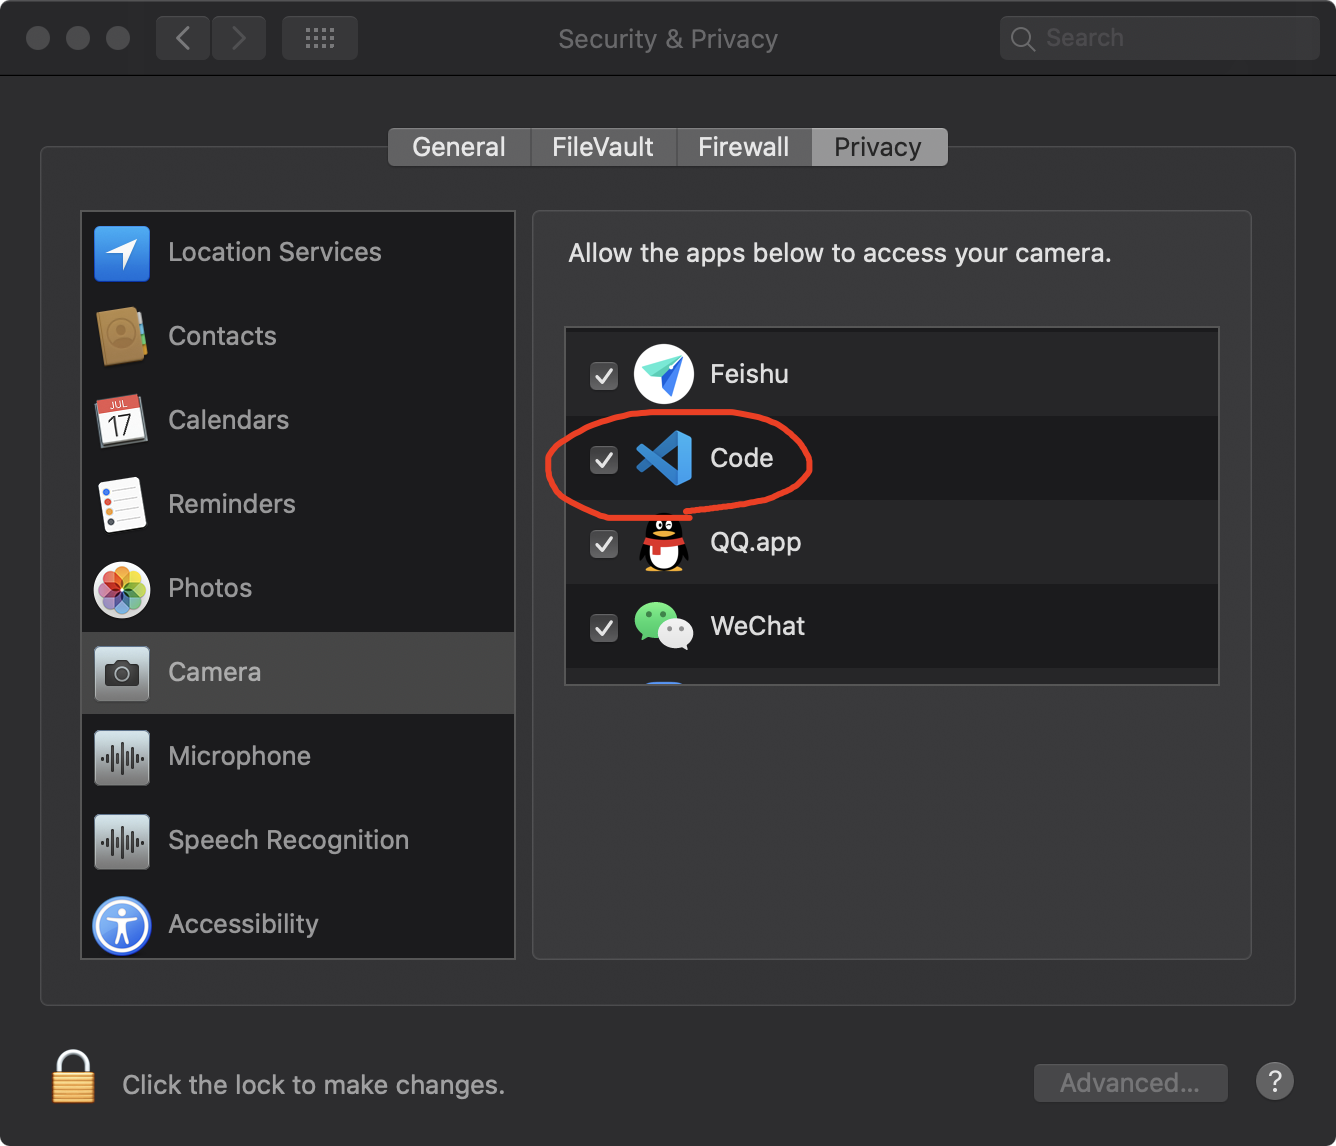 Security & Privacy
Search
General
FileVault
Firewall
Privacy
Location Services
Contacts
JUL
17
Calendars
Reminders
Photos
Camera
Microphone
Speech Recognition
Accessibility
Allow the apps below to access your camera.
Feishu
Code
QQ.app
WeChat
Click the lock to make changes.
Advanced...
?